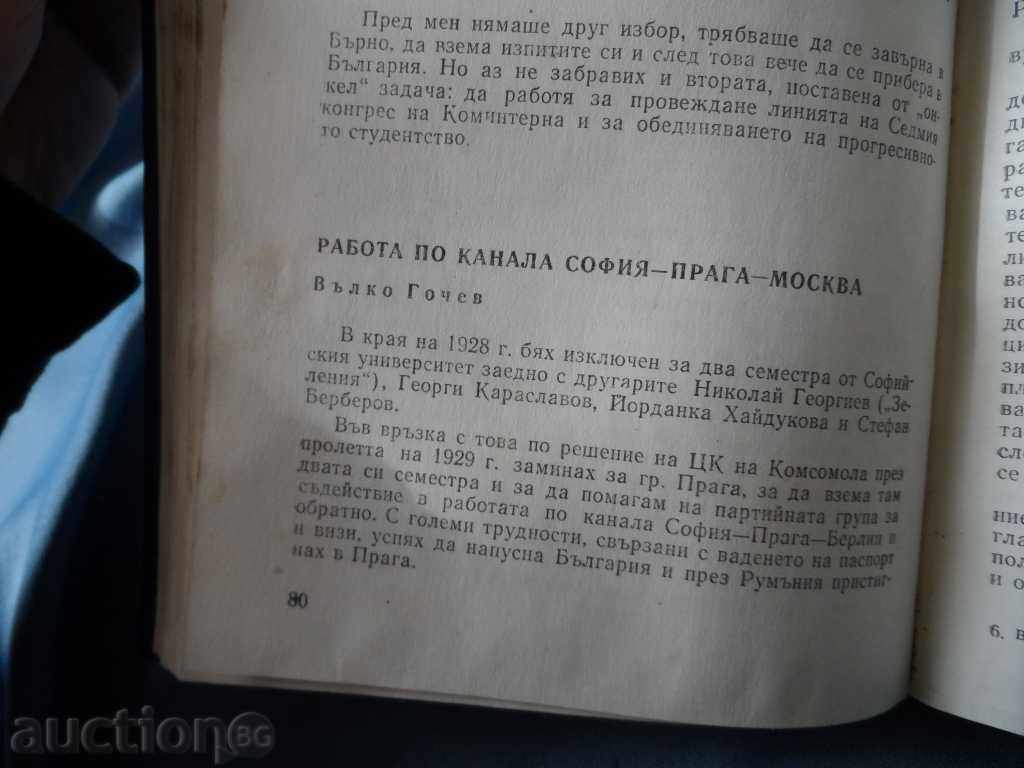 Пред мен нямаше друг избор, трябваше да се завърна в
Бърно, да взема изпитите си и след това вече да се прибера в
България. Но аз не забравих и втората, поставена от „он-
кел“ задача: да работя за провеждане линията на Седмия
конгрес на Коминтерна и за обединяването на прогресивно-
то студентство.
РАБОТА ПО КАНАЛА СОФИЯ—ПРАГА—МОСКВА
Вълко Гочев
В края на 1928 г. бях изключен за два семестра от Софий-
ския университет заедно с другарите Николай Георгиев („Зе-
ления“), Георги Караславов, Йорданка Хайдукова и Стефан
Берберов.
Във връзка с това по решение на ЦК на Комсомола през
пролетта на 1929 г. заминах за гр. Прага, за да взема там
двата си семестра и за да помагам на партийната група за
съдействие в работата по канала София—Прага—Берлин и
обратно. С големи трудности, свързани с ваденето на паспорт
и визи, успях да напусна България и през Румъния пристиг-
нах в Прага.
80
6. в
auction BG